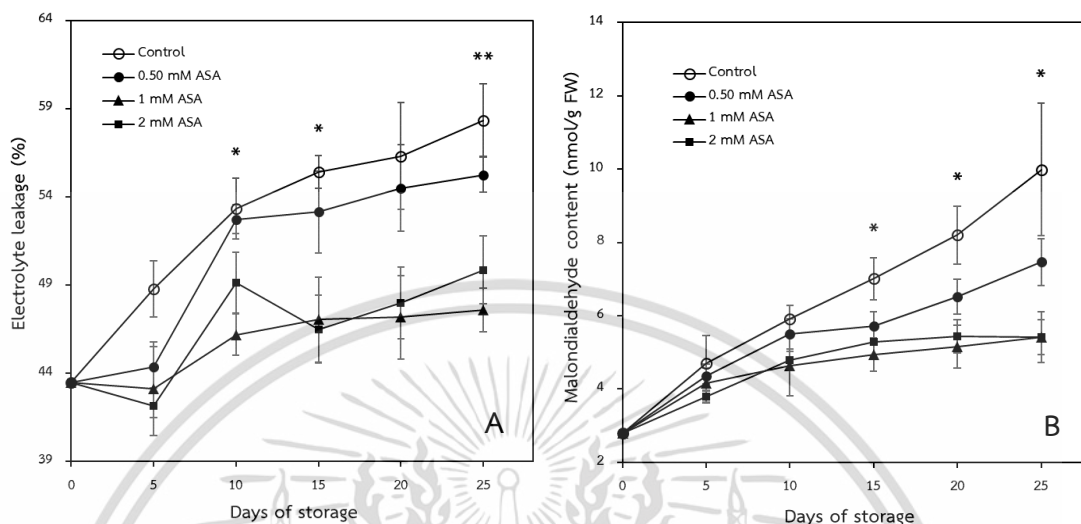 64
59
54
49
44
39
Electrolyte leakage (%)
Control
0.50 mM ASA
1 mM ASA
2 mM ASA
*
*
**
A
0 5 10 15 20 25
Days of storage
14
12
10
8
6
4
2
Malondialdehyde content (nmol/g FW)
Control
0.50 mM ASA
1 mM ASA
2 mM ASA
*
*
*
B
0 5 10 15 20 25
Days of storage